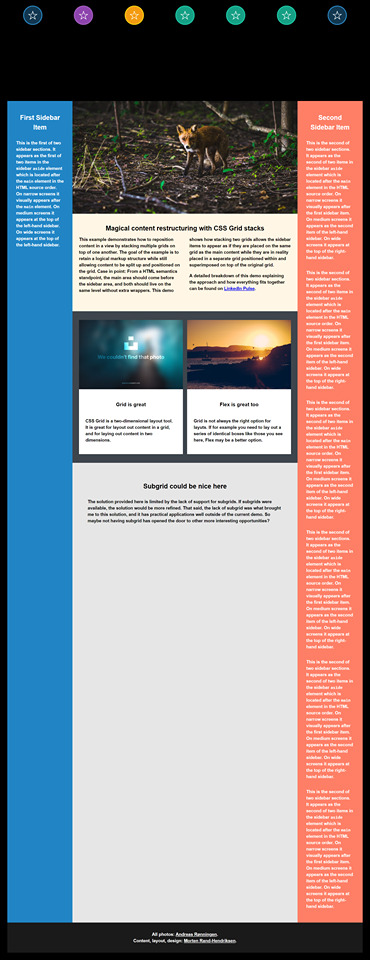 First Sidebar
Item
This is the first of two
sidebar sections. It
appears as the first of
two items in the
sidebar aside element
which is located after
the main element in the
HTML source order.
On narrow screens it
visually appears after
the main element. On
medium screens it
appears at the top of
the left-hand sidebar.
On wide screens it
appears at the top of
the left-hand sidebar.
Magical content restructuring with CSS Grid stacks
This example demonstrates how to reposition
content in a view by stacking multiple grids on
top of one another. The goal of the example is to
retain a logical markup structure while still
allowing content to be split up and positioned on
the grid. Case in point: From a HTML semantics
standpoint, the main area should come before
the sidebar area, and both should live on the
same level without extra wrappers. This demo
shows how stacking two grids allows the sidebar
items to appear as if they are placed on the same
grid as the main content while they are in reality
placed in a separate grid positioned within and
superimposed on top of the original grid.
A detailed breakdown of this demo explaining
the approach and how everything fits together
can be found on LinkedIn Pulse.
We couldn't find that photo.
Grid is great
CSS Grid is a two-dimensional layout tool.
It is great for layout out content in a grid,
and for laying out content in two
dimensions.
Flex is great too
Grid is not always the right option for
layuts. If for example you need to lay out a
series of identical boxes like those you see
here, Flex may be a better option.
Subgrid could be nice here
The solution provided here is limited by the lack of support for subgrids. If subgrids were
available, the solution would be more refined. That said, the lack of subgrid was what brought
me to this solution, and it has practical applications well outside of the current demo. So
maybe not having subgrid has opened the door to other more interesting opportunities?
Second
Sidebar Item
This is the second of
two sidebar sections.
It appears as the
second of two items in
the sidebar aside
element which is
located after the main
element in the HTML
source order. On
narrow screens it
visually appears after
the main element.
On medium screens it
appears as the second
item of the left-hand
sidebar. On wide
screens it appears at
the top of the right-
hand sidebar.
This is the second of
two sidebar sections.
It appears as the
second of two items in
the sidebar aside
element which is
located after the main
element in the HTML
source order. On
narrow screens it
visually appears after
the main element.
On medium screens it
appears as the second
item of the left-hand
sidebar. On wide
screens it appears at
the top of the right-
hand sidebar.
This is the second of
two sidebar sections.
It appears as the
second of two items in
the sidebar aside
element which is
located after the main
element in the HTML
source order. On
narrow screens it
visually appears after
the main element.
On medium screens it
appears as the second
item of the left-hand
sidebar. On wide
screens it appears at
the top of the right-
hand sidebar.
This is the second of
two sidebar sections.
It appears as the
second of two items in
the sidebar aside
element which is
located after the main
element in the HTML
source order. On
narrow screens it
visually appears after
the main element.
On medium screens it
appears as the second
item of the left-hand
sidebar. On wide
screens it appears at
the top of the right-
hand sidebar.
This is the second of
two sidebar sections.
It appears as the
second of two items in
the sidebar aside
element which is
located after the main
element in the HTML
source order. On
narrow screens it
visually appears after
the main element.
On medium screens it
appears as the second
item of the left-hand
sidebar. On wide
screens it appears at
the top of the right-
hand sidebar.
This is the second of
two sidebar sections.
It appears as the
second of two items in
the sidebar aside
element which is
located after the main
element in the HTML
source order. On
narrow screens it
visually appears after
the main element.
On medium screens it
appears as the second
item of the left-hand
sidebar. On wide
screens it appears at
the top of the right-
hand sidebar.
All photos: Andreas Rønningen.
Content, layout, design: Morten Rand-Hendriksen.